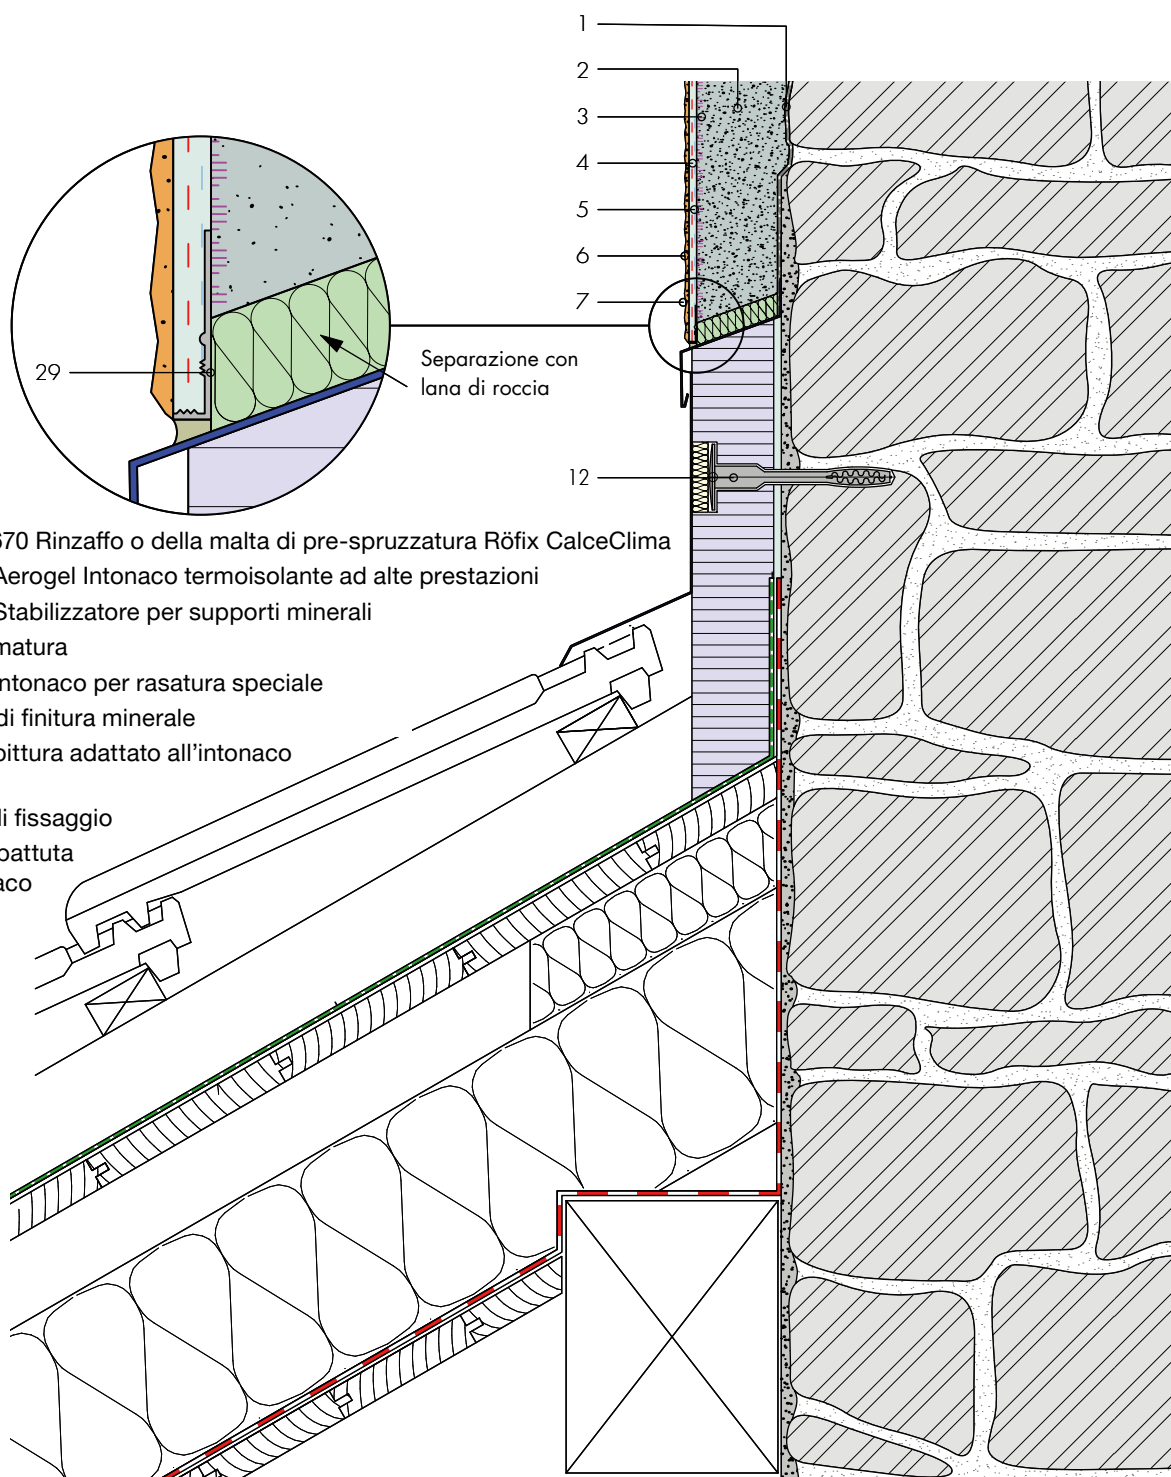 1
2
3
4
5
6
7
29
Separazione con
lana di roccia
12
670 Rinzaffo o della malta di pre-spruzzatura Röfix CalceClima
Aerogel Intonaco termoisolante ad alte prestazioni
Stabilizzatore per supporti minerali
matura
ntonaco per rasatura speciale
di finitura minerale
pittura adattato all'intonaco
di fissaggio
battuta
aco